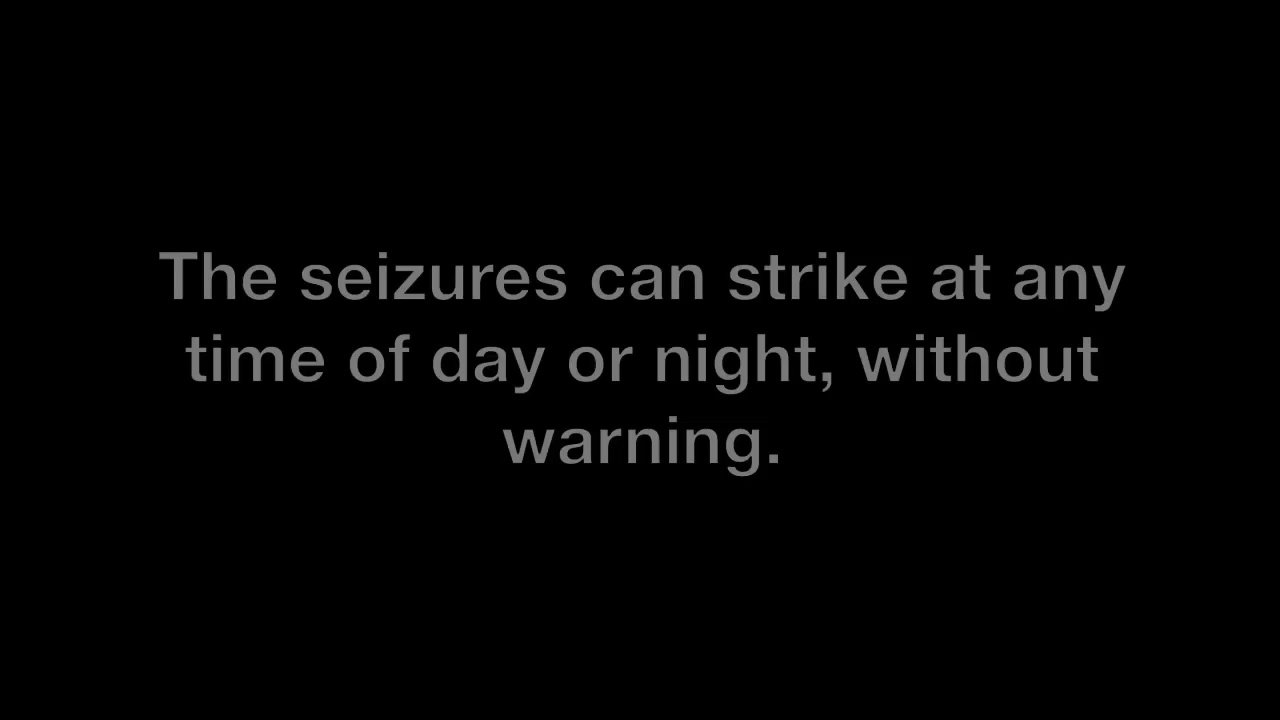 The seizures can strike at any
time of day or night, without
warning.